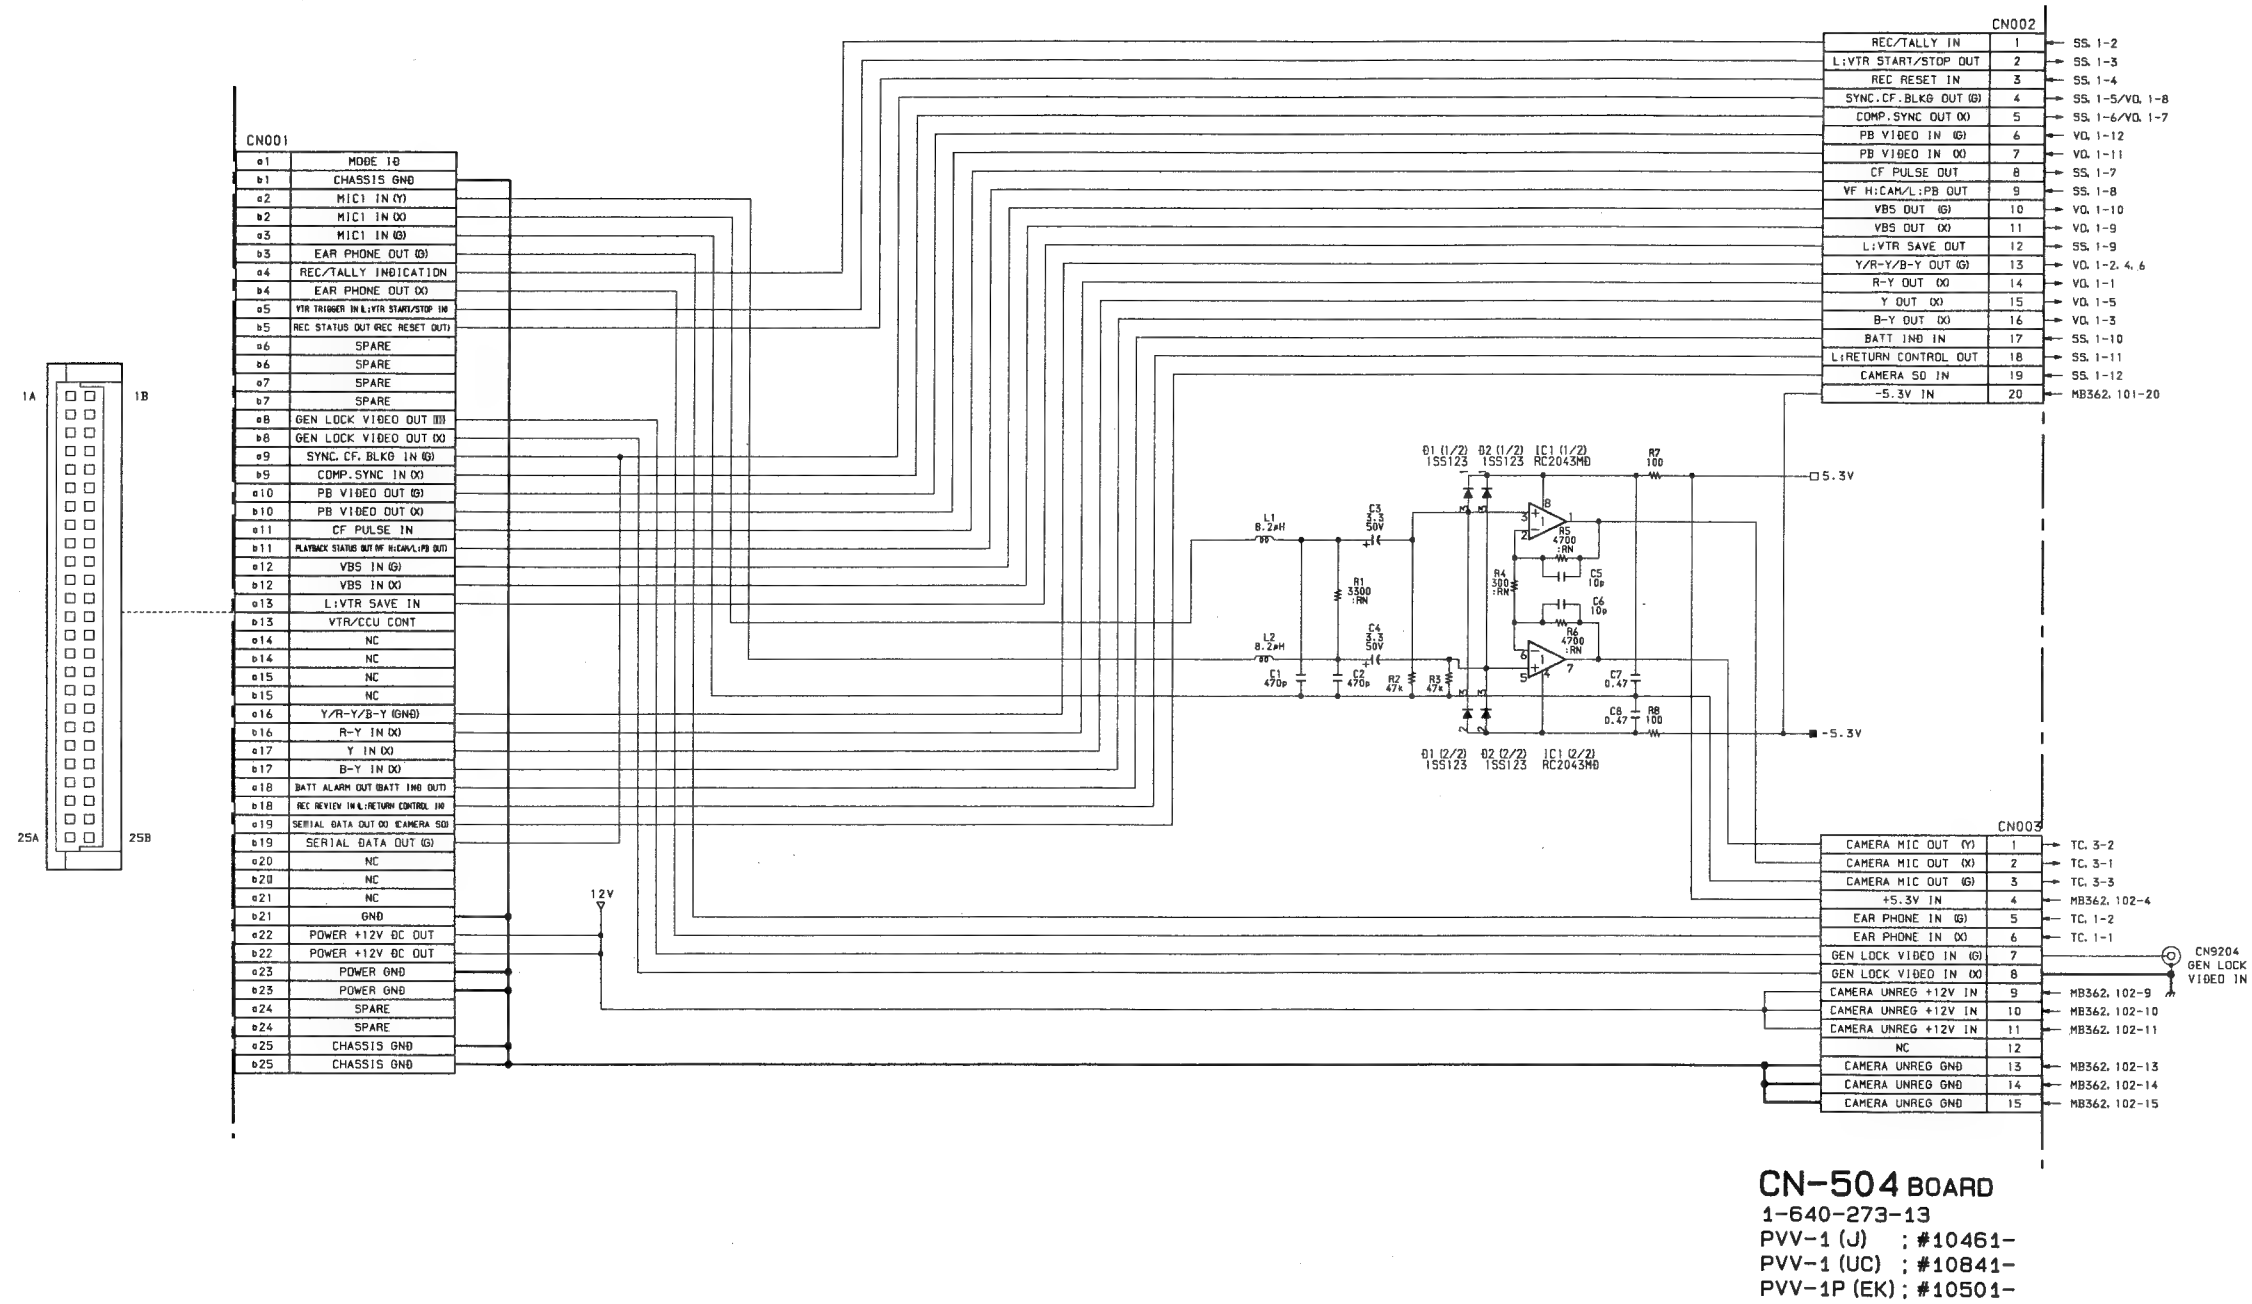 CN001
a1 MODE ID
b1 CHASSIS GND
a2 MIC1 IN (Y)
b2 MIC1 IN (X)
a3 MIC1 IN (G)
b3 EAR PHONE OUT (G)
a4 REC/TALLY INDICATION
b4 EAR PHONE OUT (X)
a5 VTR TRIGGER IN (L:VTR START/STOP IN)
b5 REC STATUS OUT (REC RESET OUT)
a6 SPARE
b6 SPARE
a7 SPARE
b7 SPARE
a8 GEN LOCK VIDEO OUT
b8 GEN LOCK VIDEO OUT (X)
a9 SYNC. CF. BLKG IN (G)
b9 COMP.SYNC IN (X)
a10 PB VIDEO OUT (G)
b10 PB VIDEO OUT (X)
a11 CF PULSE IN
b11 PLAYBACK STATUS OUT (VF H:CAM/L:PB OUT)
a12 VBS IN (G)
b12 VBS IN (X)
a13 L:VTR SAVE IN
b13 VTR/CCU CONT
a14 NC
b14 NC
a15 NC
b15 NC
a16 Y/R-Y/B-Y (GND)
b16 R-Y IN (X)
a17 Y IN (X)
b17 B-Y IN (X)
a18 BATT ALARM OUT (BATT IND OUT)
b18 REC REVIEW IN (L:RETURN CONTROL IN)
a19 SERIAL DATA OUT (X) (CAMERA SD)
b19 SERIAL DATA OUT (G)
a20 NC
b20 NC
a21 NC
b21 GND
a22 POWER +12V DC OUT
b22 POWER +12V DC OUT
a23 POWER GND
b23 POWER GND
a24 SPARE
b24 SPARE
a25 CHASSIS GND
b25 CHASSIS GND
1A 1B
25A 25B
12V
L1
8.2μH
L2
8.2μH
C1
470p
C2
470p
R1
3300
:RN
C3
3.3
50V
C4
3.3
50V
R2
47k
R3
47k
D1 (1/2) D2 (1/2) IC1 (1/2)
1SS123 1SS123 RC2043MD
1 1
3 3
3 2 8 1
+ - 1
R5
4700
:RN
C5
10p
R4
300
:RN
C6
10p
R6
4700
:RN
6 5 4 7
- + 1
3 3
2 2
D1 (2/2) D2 (2/2) IC1 (2/2)
1SS123 1SS123 RC2043MD
R7
100
C7
0.47
C8
0.47
R8
100
5.3V
-5.3V
CN002
REC/TALLY IN 1 SS. 1-2
L:VTR START/STOP OUT 2 SS. 1-3
REC RESET IN 3 SS. 1-4
SYNC.CF.BLKG OUT (G) 4 SS. 1-5/VO. 1-8
COMP.SYNC OUT (X) 5 SS. 1-6/VO. 1-7
PB VIDEO IN (G) 6 VO. 1-12
PB VIDEO IN (X) 7 VO. 1-11
CF PULSE OUT 8 SS. 1-7
VF H:CAM/L:PB OUT 9 SS. 1-8
VBS OUT (G) 10 VO. 1-10
VBS OUT (X) 11 VO. 1-9
L:VTR SAVE OUT 12 SS. 1-9
Y/R-Y/B-Y OUT (G) 13 VO. 1-2. 4. 6
R-Y OUT (X) 14 VO. 1-1
Y OUT (X) 15 VO. 1-5
B-Y OUT (X) 16 VO. 1-3
BATT IND IN 17 SS. 1-10
L:RETURN CONTROL OUT 18 SS. 1-11
CAMERA SD IN 19 SS. 1-12
-5.3V IN 20 MB362. 101-20
CN003
CAMERA MIC OUT (Y) 1 TC. 3-2
CAMERA MIC OUT (X) 2 TC. 3-1
CAMERA MIC OUT (G) 3 TC. 3-3
+5.3V IN 4 MB362. 102-4
EAR PHONE IN (G) 5 TC. 1-2
EAR PHONE IN (X) 6 TC. 1-1
GEN LOCK VIDEO IN (G) 7
GEN LOCK VIDEO IN (X) 8
CN9204
GEN LOCK
VIDEO IN
CAMERA UNREG +12V IN 9 MB362. 102-9
CAMERA UNREG +12V IN 10 MB362. 102-10
CAMERA UNREG +12V IN 11 MB362. 102-11
NC 12
CAMERA UNREG GND 13 MB362. 102-13
CAMERA UNREG GND 14 MB362. 102-14
CAMERA UNREG GND 15 MB362. 102-15
CN-504 BOARD
1-640-273-13
PVV-1 (J) ; #10461-
PVV-1 (UC) ; #10841-
PVV-1P (EK) ; #10501-